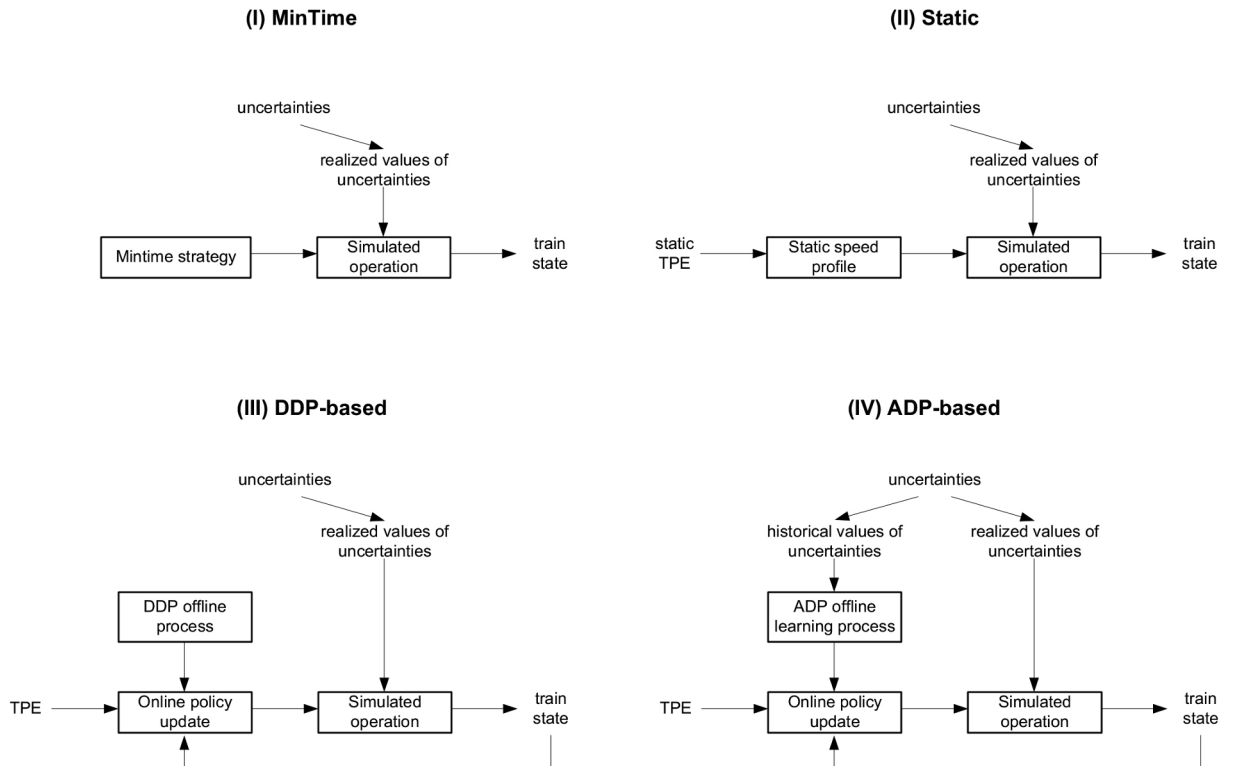 (I) MinTime
uncertainties
realized values of
uncertainties
Mintime strategy
Simulated
operation
train
state
(II) Static
uncertainties
realized values of
uncertainties
static
TPE
Static speed
profile
Simulated
operation
train
state
(III) DDP-based
uncertainties
realized values of
uncertainties
DDP offline
process
TPE
Online policy
update
Simulated
operation
train
state
(IV) ADP-based
uncertainties
historical values of
uncertainties
realized values of
uncertainties
ADP offline
learning process
TPE
Online policy
update
Simulated
operation
train
state